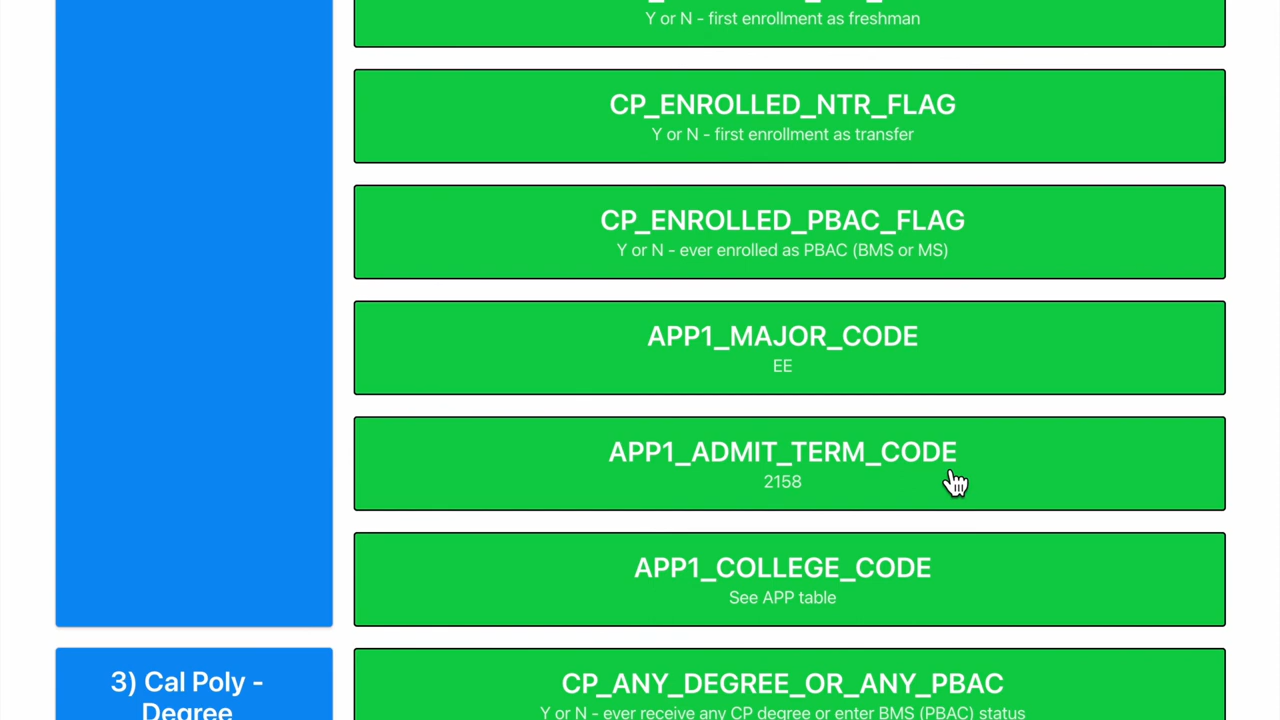 Y or N - first enrollment as freshman
CP_ENROLLED_NTR_FLAG
Y or N - first enrollment as transfer
CP_ENROLLED_PBAC_FLAG
Y or N - ever enrolled as PBAC (BMS or MS)
APP1_MAJOR_CODE
EE
APP1_ADMIT_TERM_CODE
2158
APP1_COLLEGE_CODE
See APP table
3) Cal Poly -
Degree
CP_ANY_DEGREE_OR_ANY_PBAC
Y or N - ever receive any CP degree or enter BMS (PBAC) status